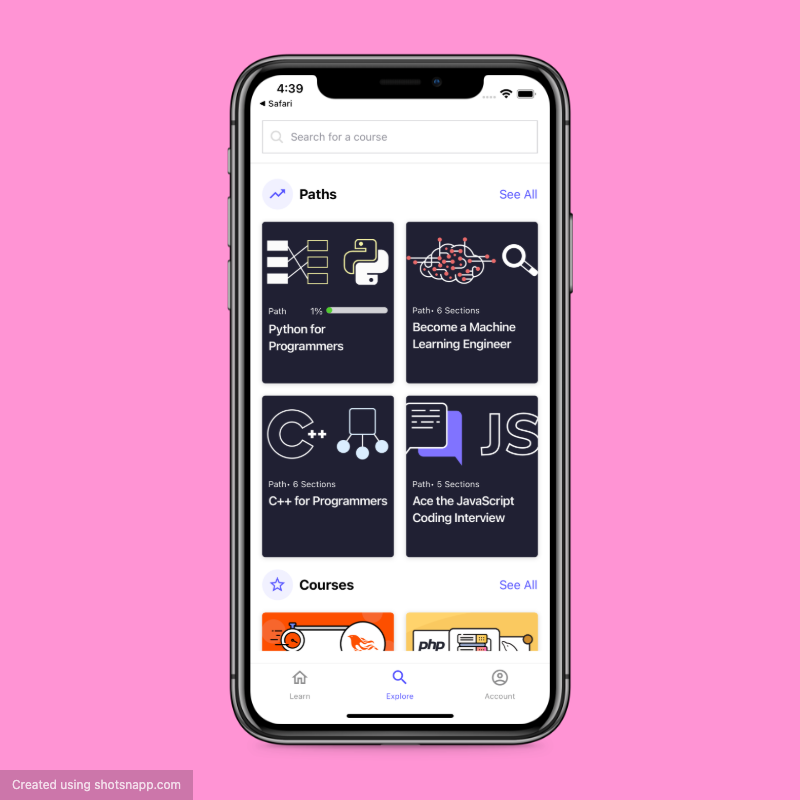 4:39
◀ Safari
Search for a course
Paths
See All
Path 1%
Python for
Programmers
Path• 6 Sections
Become a Machine
Learning Engineer
C++
JS
Path• 6 Sections
C++ for Programmers
Path• 5 Sections
Ace the JavaScript
Coding Interview
Courses
See All
php
Learn
Explore
Account
Created using shotsnapp.com